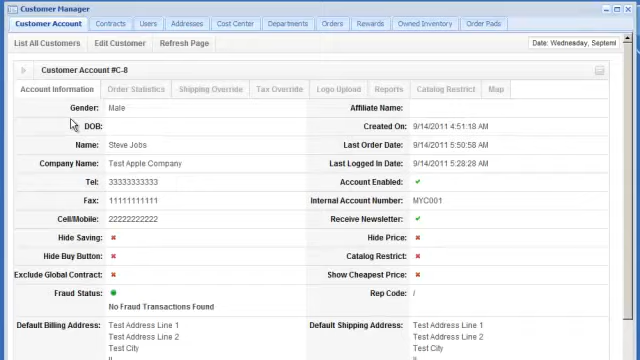 Customer Manager
Customer Account Contracts Users Addresses Cost Center Departments Orders Rewards Owned Inventory Order Pads
List All Customers Edit Customer Refresh Page Date: Wednesday, Septeml
Customer Account #C-8
Account Information Order Statistics Shipping Override Tax Override Logo Upload Reports Catalog Restrict Map
Gender: Male Affiliate Name:
DOB: Created On: 9/14/2011 4:51:18 AM
Name: Steve Jobs Last Order Date: 9/14/2011 5:50:58 AM
Company Name: Test Apple Company Last Logged in Date: 9/14/2011 5:28:28 AM
Tel: 33333333333 Account Enabled:
Fax: 11111111111 Internal Account Number: MYC001
Cell/Mobile: 22222222222 Receive Newsletter:
Hide Saving: Hide Price:
Hide Buy Button: Catalog Restrict:
Exclude Global Contract: Show Cheapest Price:
Fraud Status: Rep Code: /
No Fraud Transactions Found
Default Billing Address: Test Address Line 1 Default Shipping Address: Test Address Line 1
Test Address Line 2 Test Address Line 2
Test City Test City